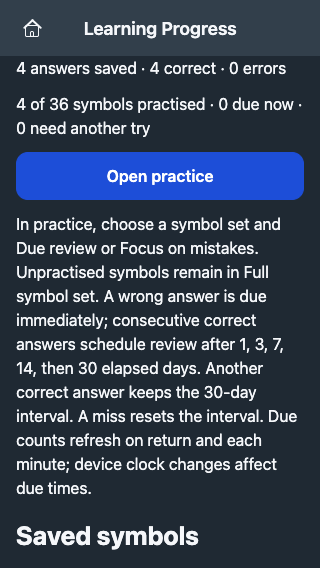 Learning Progress
4 answers saved · 4 correct · 0 errors
4 of 36 symbols practised · 0 due now ·
0 need another try
Open practice
In practice, choose a symbol set and
Due review or Focus on mistakes.
Unpractised symbols remain in Full
symbol set. A wrong answer is due
immediately; consecutive correct
answers schedule review after 1, 3, 7,
14, then 30 elapsed days. Another
correct answer keeps the 30-day
interval. A miss resets the interval. Due
counts refresh on return and each
minute; device clock changes affect
due times.
Saved symbols